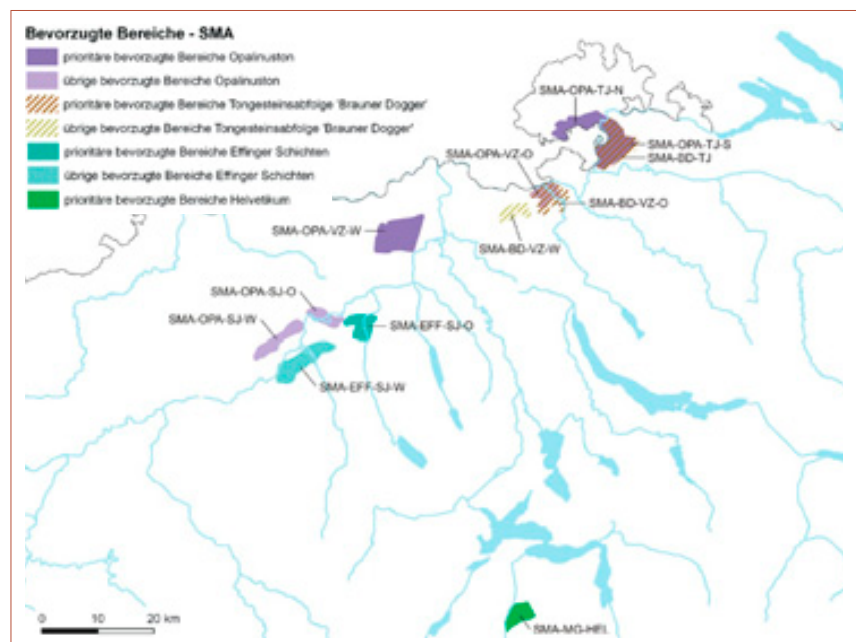 Bevorzugte Bereiche - SMA
prioritäre bevorzugte Bereiche Opalinuston
übrige bevorzugte Bereiche Opalinuston
prioritäre bevorzugte Bereiche Tongesteinsabfolge 'Brauner Dogger'
übrige bevorzugte Bereiche Tongesteinsabfolge 'Brauner Dogger'
prioritäre bevorzugte Bereiche Effinger Schichten
übrige bevorzugte Bereiche Effinger Schichten
prioritäre bevorzugte Bereiche Helvetikum
SMA-OPA-TJ-N
SMA-OPA-TJ-S
SMA-BD-TJ
SMA-OPA-VZ-O
SMA-BD-VZ-O
SMA-BD-VZ-W
SMA-OPA-VZ-W
SMA-OPA-SJ-O
SMA-OPA-SJ-W
SMA-EFF-SJ-O
SMA-EFF-SJ-W
SMA-MG-HEL
0 10 20 km